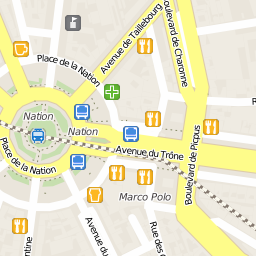 Avenue de Taillebourg
Boulevard de Charonne
Place de la Nation
Nation
Nation
Avenue du Trône
Place de la Nation
Boulevard de Picpus
Marco Polo
Rue des